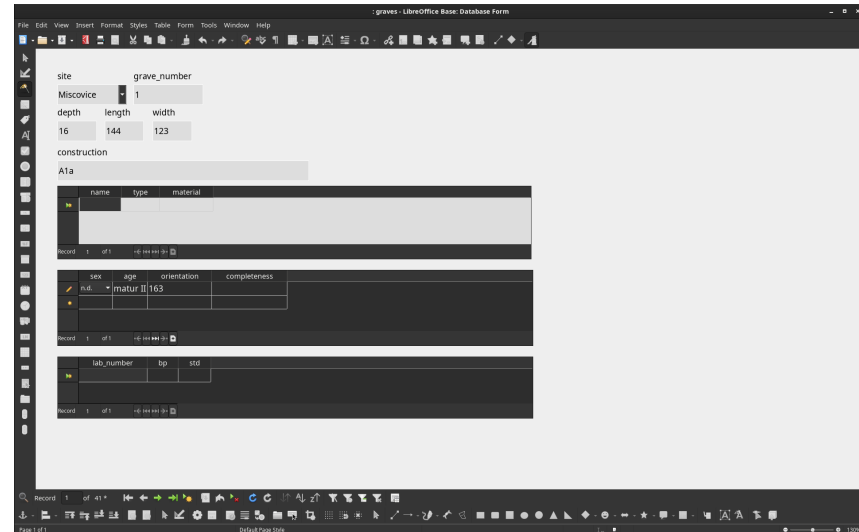 : graves - LibreOffice Base: Database Form
File Edit View Insert Format Styles Table Form Tools Window Help
site grave_number
Miscovice 1
depth length width
16 144 123
construction
A1a
name type material
Record 1 of 1
sex age orientation completeness
n.d. matur II 163
Record 1 of 1
lab_number bp std
Record 1 of 1
Record 1 of 41 *
Page 1 of 1 Default Page Style 130%